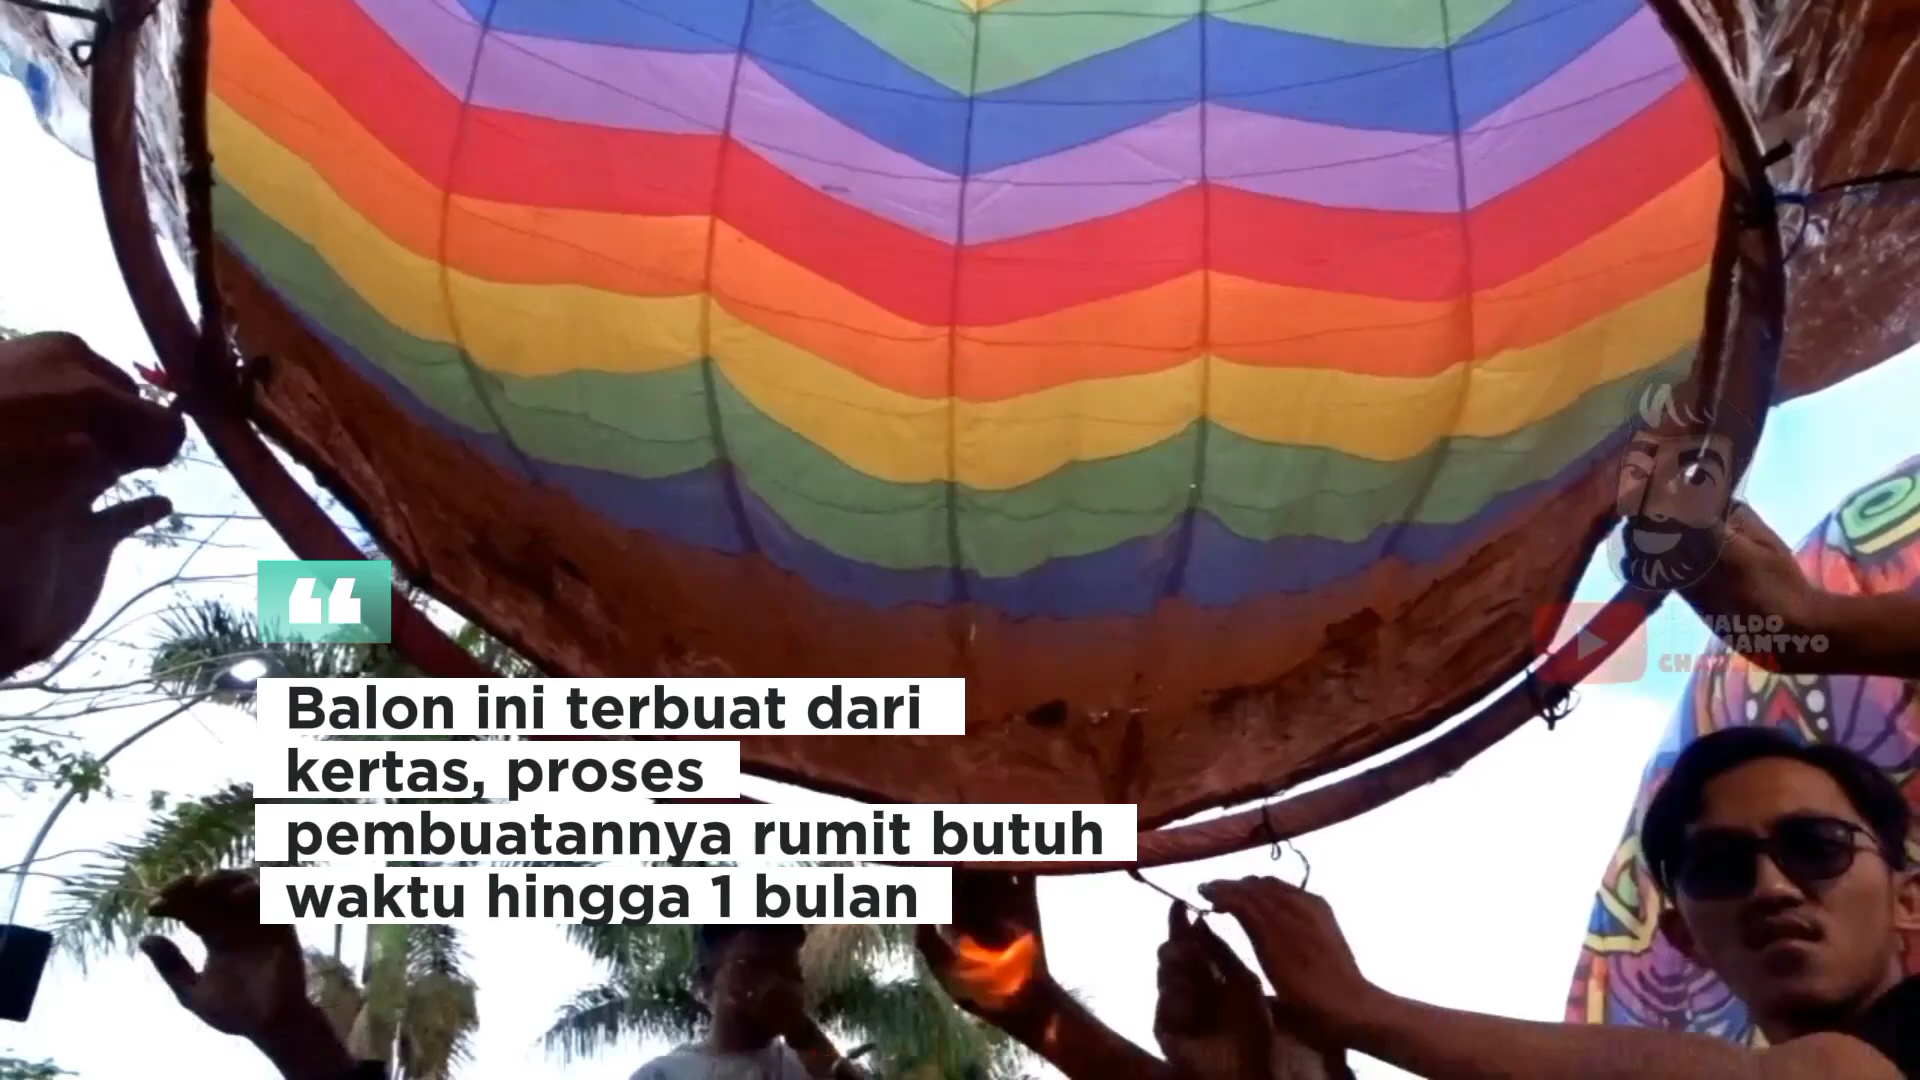 Balon ini terbuat dari
kertas, proses
pembuatannya rumit butuh
waktu hingga 1 bulan